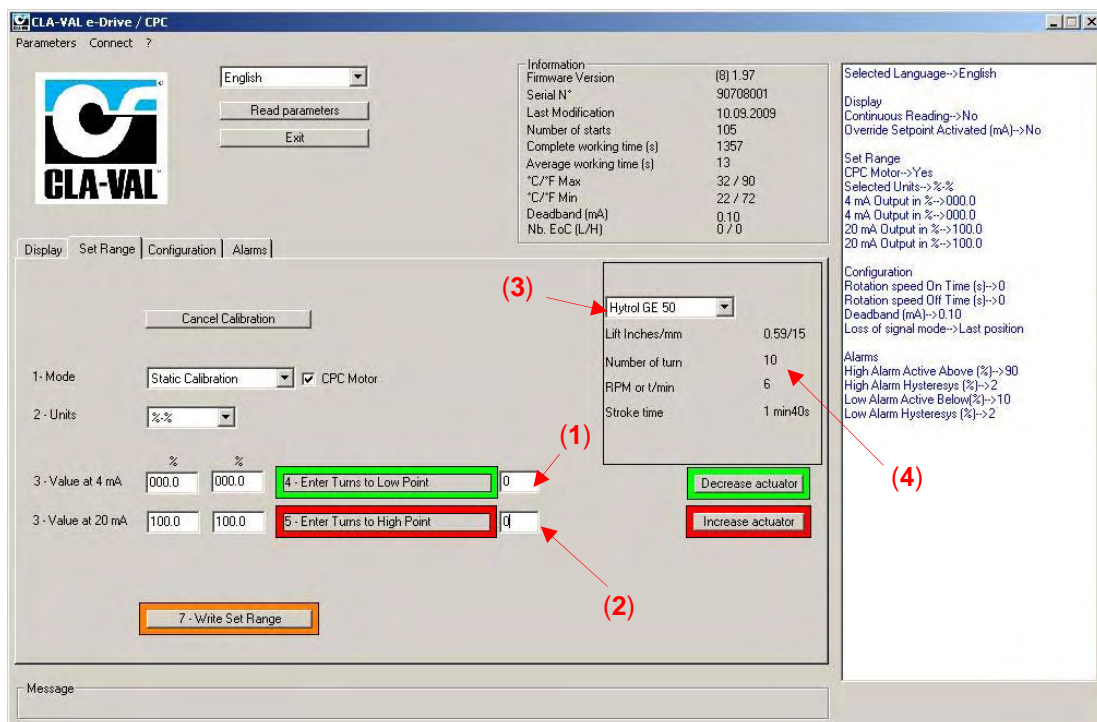 CLA-VAL e-Drive / CPC
Parameters Connect ?
CLA-VAL
English
Read parameters
Exit
Information
Firmware Version (8) 1.97
Serial N° 90708001
Last Modification 10.09.2009
Number of starts 105
Complete working time (s) 1357
Average working time (s) 13
°C/°F Max 32 / 90
°C/°F Min 22 / 72
Deadband (mA) 0.10
Nb. EoC (L/H) 0 / 0
Display Set Range Configuration Alarms
Cancel Calibration
1- Mode Static Calibration CPC Motor
2 - Units %-%
% %
3 - Value at 4 mA 000.0 000.0 4 - Enter Turns to Low Point 0
3 - Value at 20 mA 100.0 100.0 5 - Enter Turns to High Point 0
7 - Write Set Range
(1)
(2)
(3)
Hytrol GE 50
Lift Inches/mm 0.59/15
Number of turn 10
RPM or t/min 6
Stroke time 1 min40s
(4)
Decrease actuator
Increase actuator
Message
Selected Language-->English
Display
Continuous Reading-->No
Override Setpoint Activated (mA)-->No
Set Range
CPC Motor-->Yes
Selected Units-->%-%
4 mA Output in %-->000.0
4 mA Output in %-->000.0
20 mA Output in %-->100.0
20 mA Output in %-->100.0
Configuration
Rotation speed On Time (s)-->0
Rotation speed Off Time (s)-->0
Deadband (mA)-->0.10
Loss of signal mode-->Last position
Alarms
High Alarm Active Above (%)-->90
High Alarm Hysteresys (%)-->2
Low Alarm Active Below(%)-->10
Low Alarm Hysteresys (%)-->2